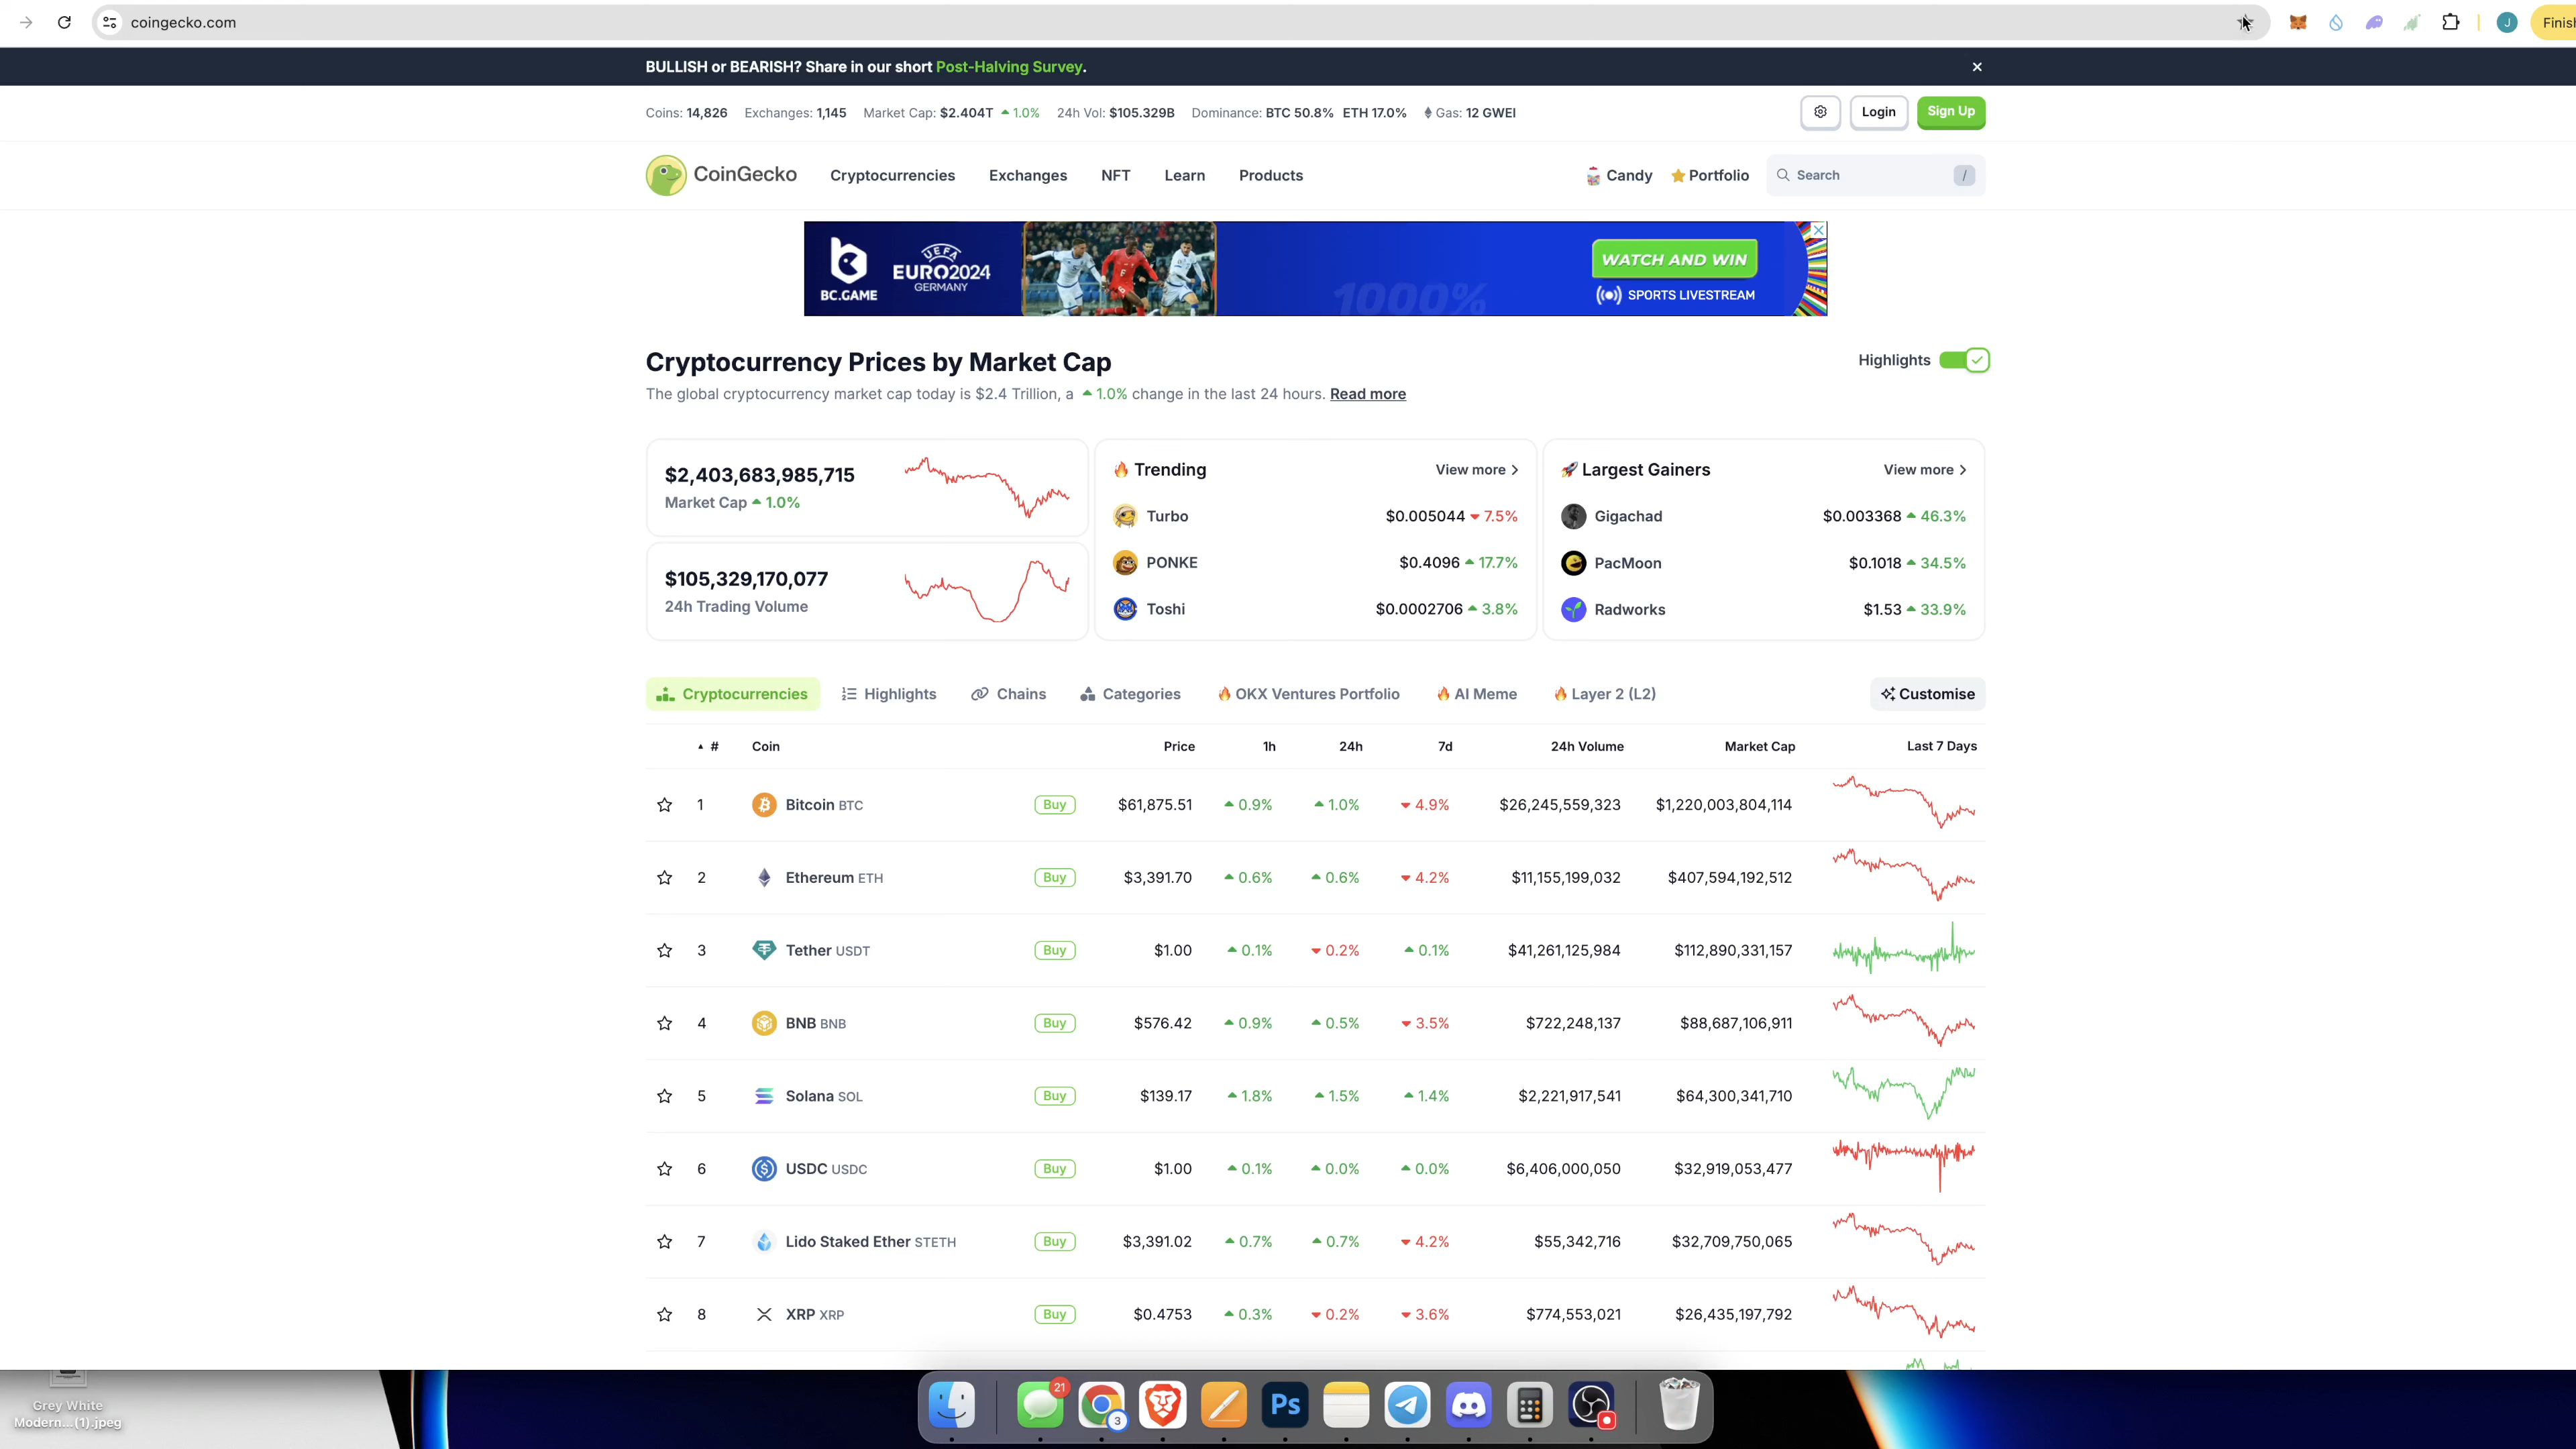 coingecko.com
Finish
BULLISH or BEARISH? Share in our short Post-Halving Survey.
Coins: 14,826 Exchanges: 1,145 Market Cap: $2.404T 1.0% 24h Vol: $105.329B Dominance: BTC 50.8% ETH 17.0% Gas: 12 GWEI
Login
Sign Up
CoinGecko
Cryptocurrencies Exchanges NFT Learn Products
Candy Portfolio
Search /
BC.GAME
UEFA EURO2024 GERMANY
1000%
WATCH AND WIN
SPORTS LIVESTREAM
Cryptocurrency Prices by Market Cap
Highlights
The global cryptocurrency market cap today is $2.4 Trillion, a 1.0% change in the last 24 hours. Read more
$2,403,683,985,715
Market Cap 1.0%
$105,329,170,077
24h Trading Volume
Trending View more
Turbo $0.005044 7.5%
PONKE $0.4096 17.7%
Toshi $0.0002706 3.8%
Largest Gainers View more
Gigachad $0.003368 46.3%
PacMoon $0.1018 34.5%
Radworks $1.53 33.9%
Cryptocurrencies Highlights Chains Categories OKX Ventures Portfolio AI Meme Layer 2 (L2) Customise
# Coin Price 1h 24h 7d 24h Volume Market Cap Last 7 Days
1 Bitcoin BTC Buy $61,875.51 0.9% 1.0% 4.9% $26,245,559,323 $1,220,003,804,114
2 Ethereum ETH Buy $3,391.70 0.6% 0.6% 4.2% $11,155,199,032 $407,594,192,512
3 Tether USDT Buy $1.00 0.1% 0.2% 0.1% $41,261,125,984 $112,890,331,157
4 BNB BNB Buy $576.42 0.9% 0.5% 3.5% $722,248,137 $88,687,106,911
5 Solana SOL Buy $139.17 1.8% 1.5% 1.4% $2,221,917,541 $64,300,341,710
6 USDC USDC Buy $1.00 0.1% 0.0% 0.0% $6,406,000,050 $32,919,053,477
7 Lido Staked Ether STETH Buy $3,391.02 0.7% 0.7% 4.2% $55,342,716 $32,709,750,065
8 XRP XRP Buy $0.4753 0.3% 0.2% 3.6% $774,553,021 $26,435,197,792
Grey White
Modern...(1).jpeg
21
3
Ps
J